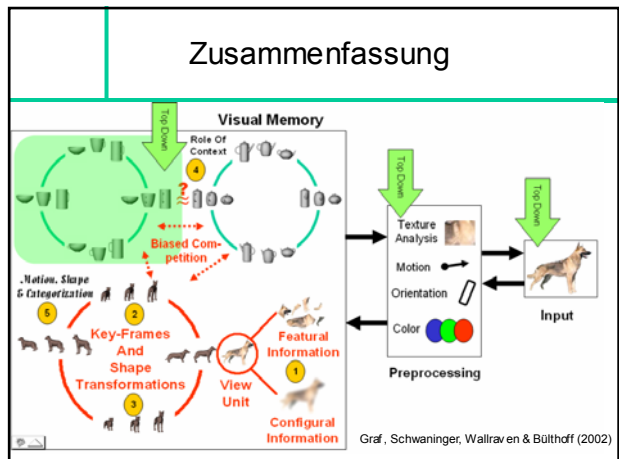 Zusammenfassung
Visual Memory
Top Down
Role Of
Context
4
?
Biased Com-
petition
Motion, Shape
& Categorization
5
2
Key-Frames
And
Shape
Transformations
3
View
Unit
Featural
Information
1
Configural
Information
Top Down
Texture
Analysis
Motion
Orientation
Color
Preprocessing
Top Down
Input
Graf, Schwaninger, Wallraven & Bülthoff (2002)